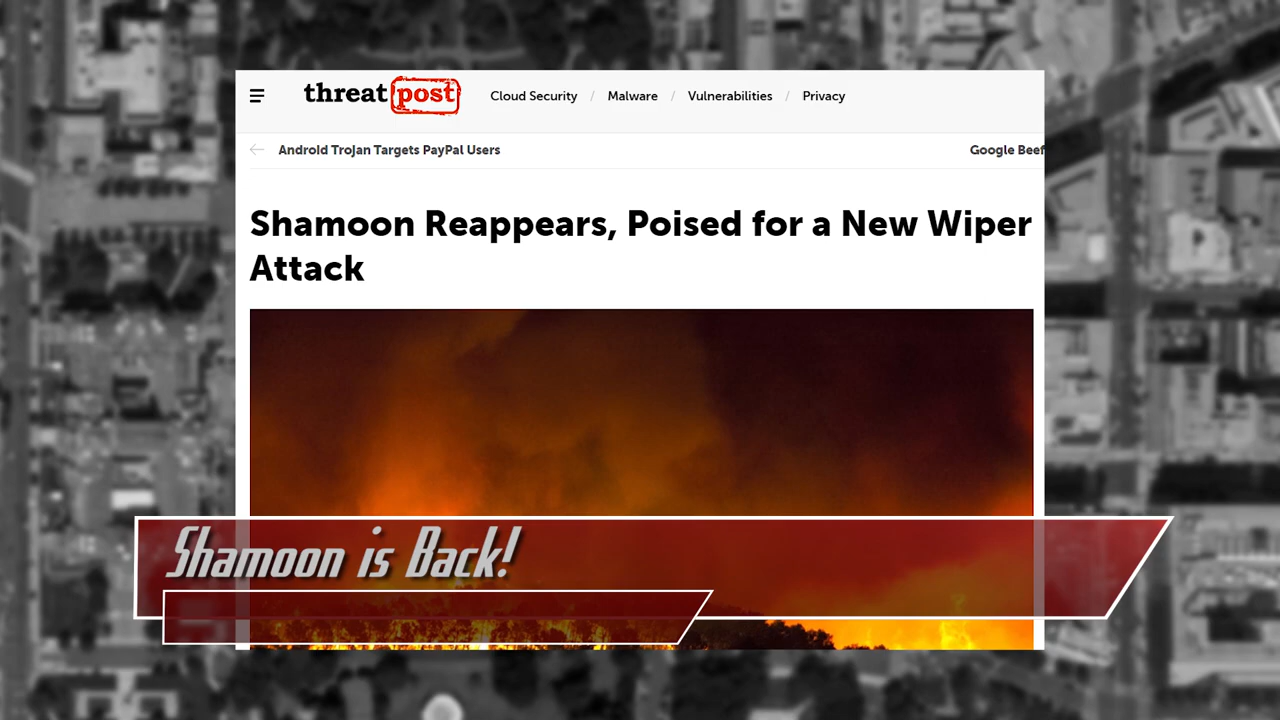 threatpost
Cloud Security / Malware / Vulnerabilities / Privacy
Android Trojan Targets PayPal Users
Google Beef
Shamoon Reappears, Poised for a New Wiper
Attack
Shamoon is Back!